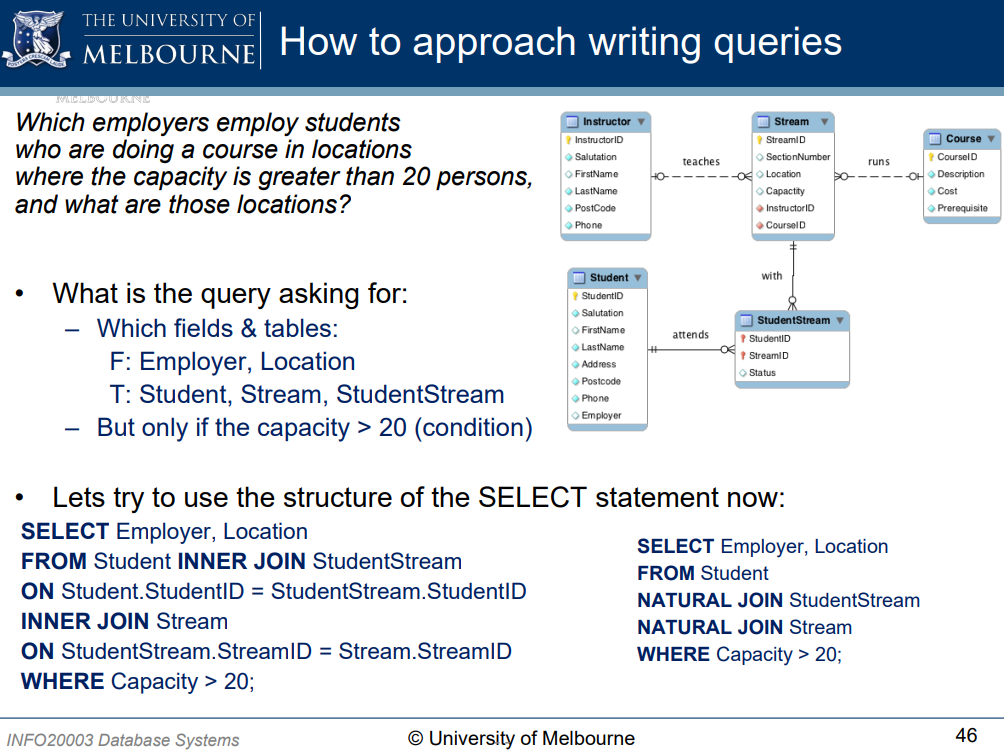 THE UNIVERSITY OF
MELBOURNE
How to approach writing queries
MELBOURNE
Which employers employ students
who are doing a course in locations
where the capacity is greater than 20 persons,
and what are those locations?
Instructor
InstructorID
Salutation
FirstName
LastName
PostCode
Phone
teaches
Stream
StreamID
SectionNumber
Location
Capactity
InstructorID
CourseID
runs
Course
CourseID
Description
Cost
Prerequisite
with
Student
StudentID
Salutation
FirstName
LastName
Address
Postcode
Phone
Employer
attends
StudentStream
StudentID
StreamID
Status
• What is the query asking for:
– Which fields & tables:
F: Employer, Location
T: Student, Stream, StudentStream
– But only if the capacity > 20 (condition)
• Lets try to use the structure of the SELECT statement now:
SELECT Employer, Location
FROM Student INNER JOIN StudentStream
ON Student.StudentID = StudentStream.StudentID
INNER JOIN Stream
ON StudentStream.StreamID = Stream.StreamID
WHERE Capacity > 20;
SELECT Employer, Location
FROM Student
NATURAL JOIN StudentStream
NATURAL JOIN Stream
WHERE Capacity > 20;
INFO20003 Database Systems
© University of Melbourne
46